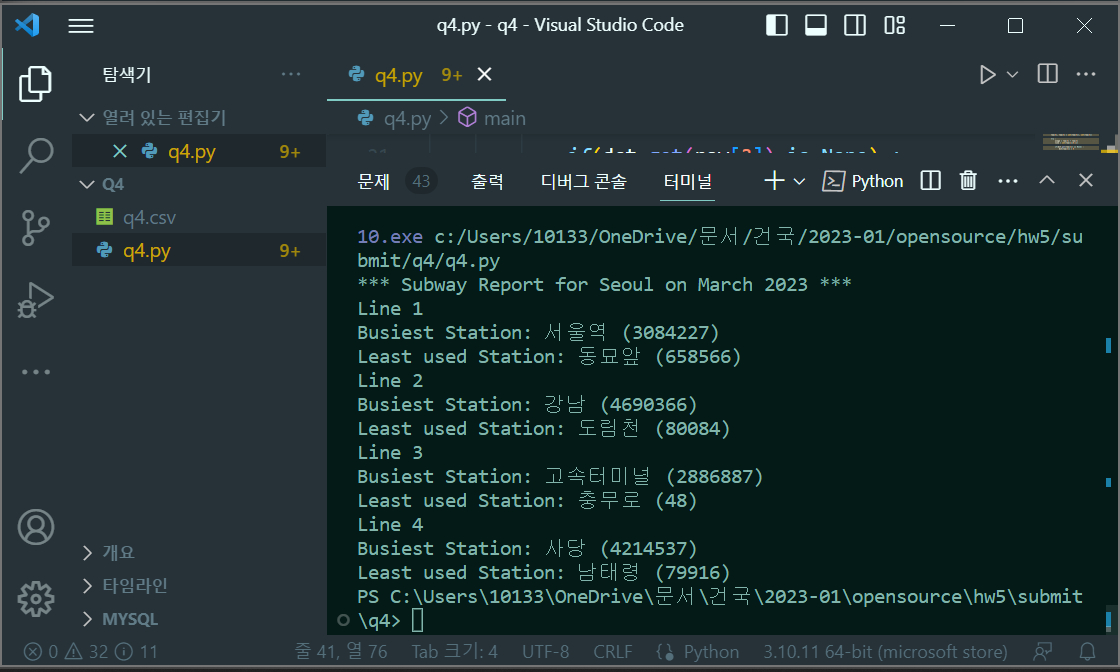 q4.py - q4 - Visual Studio Code
탐색기
q4.py 9+
열려 있는 편집기
q4.py > main
q4.py 9+
Q4
문제 43 출력 디버그 콘솔 터미널 Python
q4.csv
q4.py 9+
10.exe c:/Users/10133/OneDrive/문서/건국/2023-01/opensource/hw5/su
bmit/q4/q4.py
*** Subway Report for Seoul on March 2023 ***
Line 1
Busiest Station: 서울역 (3084227)
Least used Station: 동묘앞 (658566)
Line 2
Busiest Station: 강남 (4690366)
Least used Station: 도림천 (80084)
Line 3
Busiest Station: 고속터미널 (2886887)
Least used Station: 충무로 (48)
Line 4
Busiest Station: 사당 (4214537)
Least used Station: 남태령 (79916)
PS C:\Users\10133\OneDrive\문서\건국\2023-01\opensource\hw5\submit
\q4>
개요
타임라인
MYSQL
0 32 11 줄 41, 열 76 Tab 크기: 4 UTF-8 CRLF Python 3.10.11 64-bit (microsoft store)